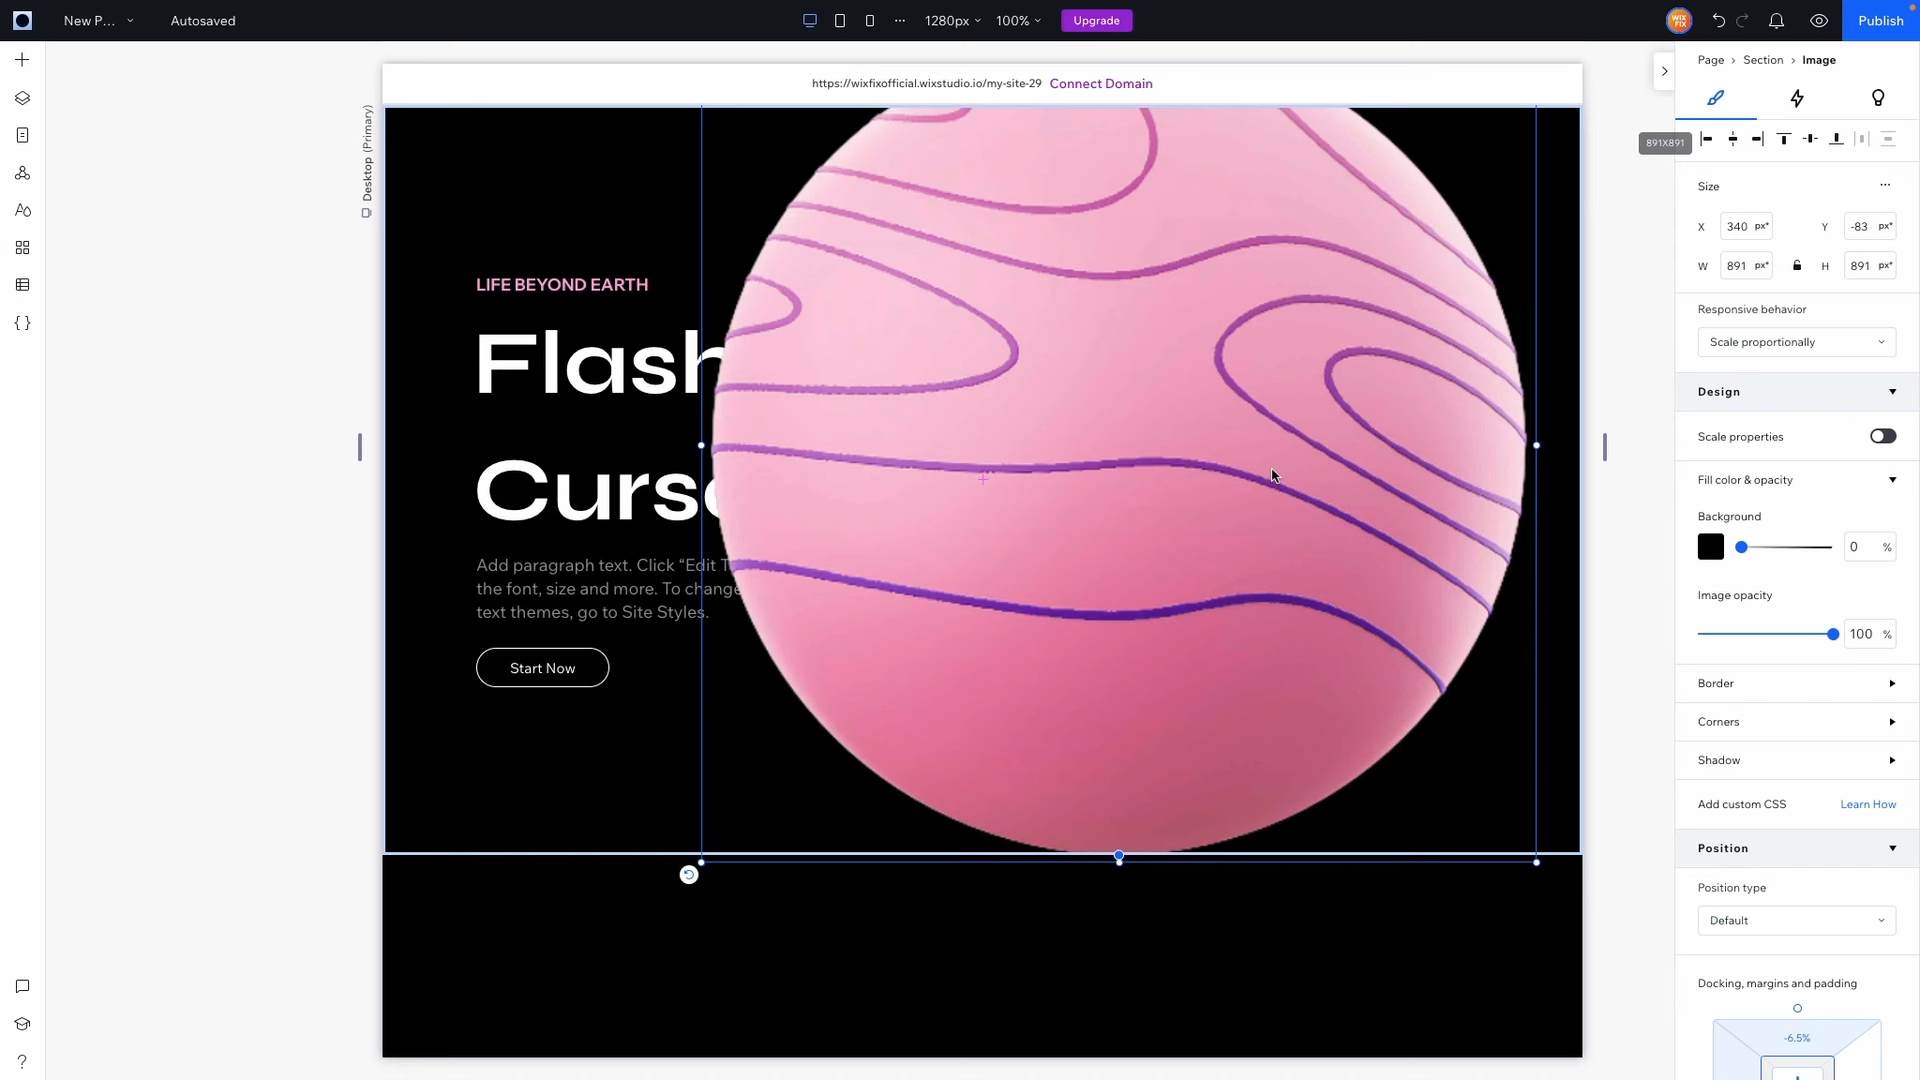 New P...
Autosaved
1280px
100%
Upgrade
WIX
FIX
Publish
https://wixfixofficial.wixstudio.io/my-site-29 Connect Domain
Desktop (Primary)
LIFE BEYOND EARTH
Flash
Curso
Add paragraph text. Click “Edit T
the font, size and more. To change
text themes, go to Site Styles.
Start Now
Page > Section > Image
891X891
Size
X 340 px* Y -83 px*
W 891 px* H 891 px*
Responsive behavior
Scale proportionally
Design
Scale properties
Fill color & opacity
Background
0 %
Image opacity
100 %
Border
Corners
Shadow
Add custom CSS Learn How
Position
Position type
Default
Docking, margins and padding
-6.5%